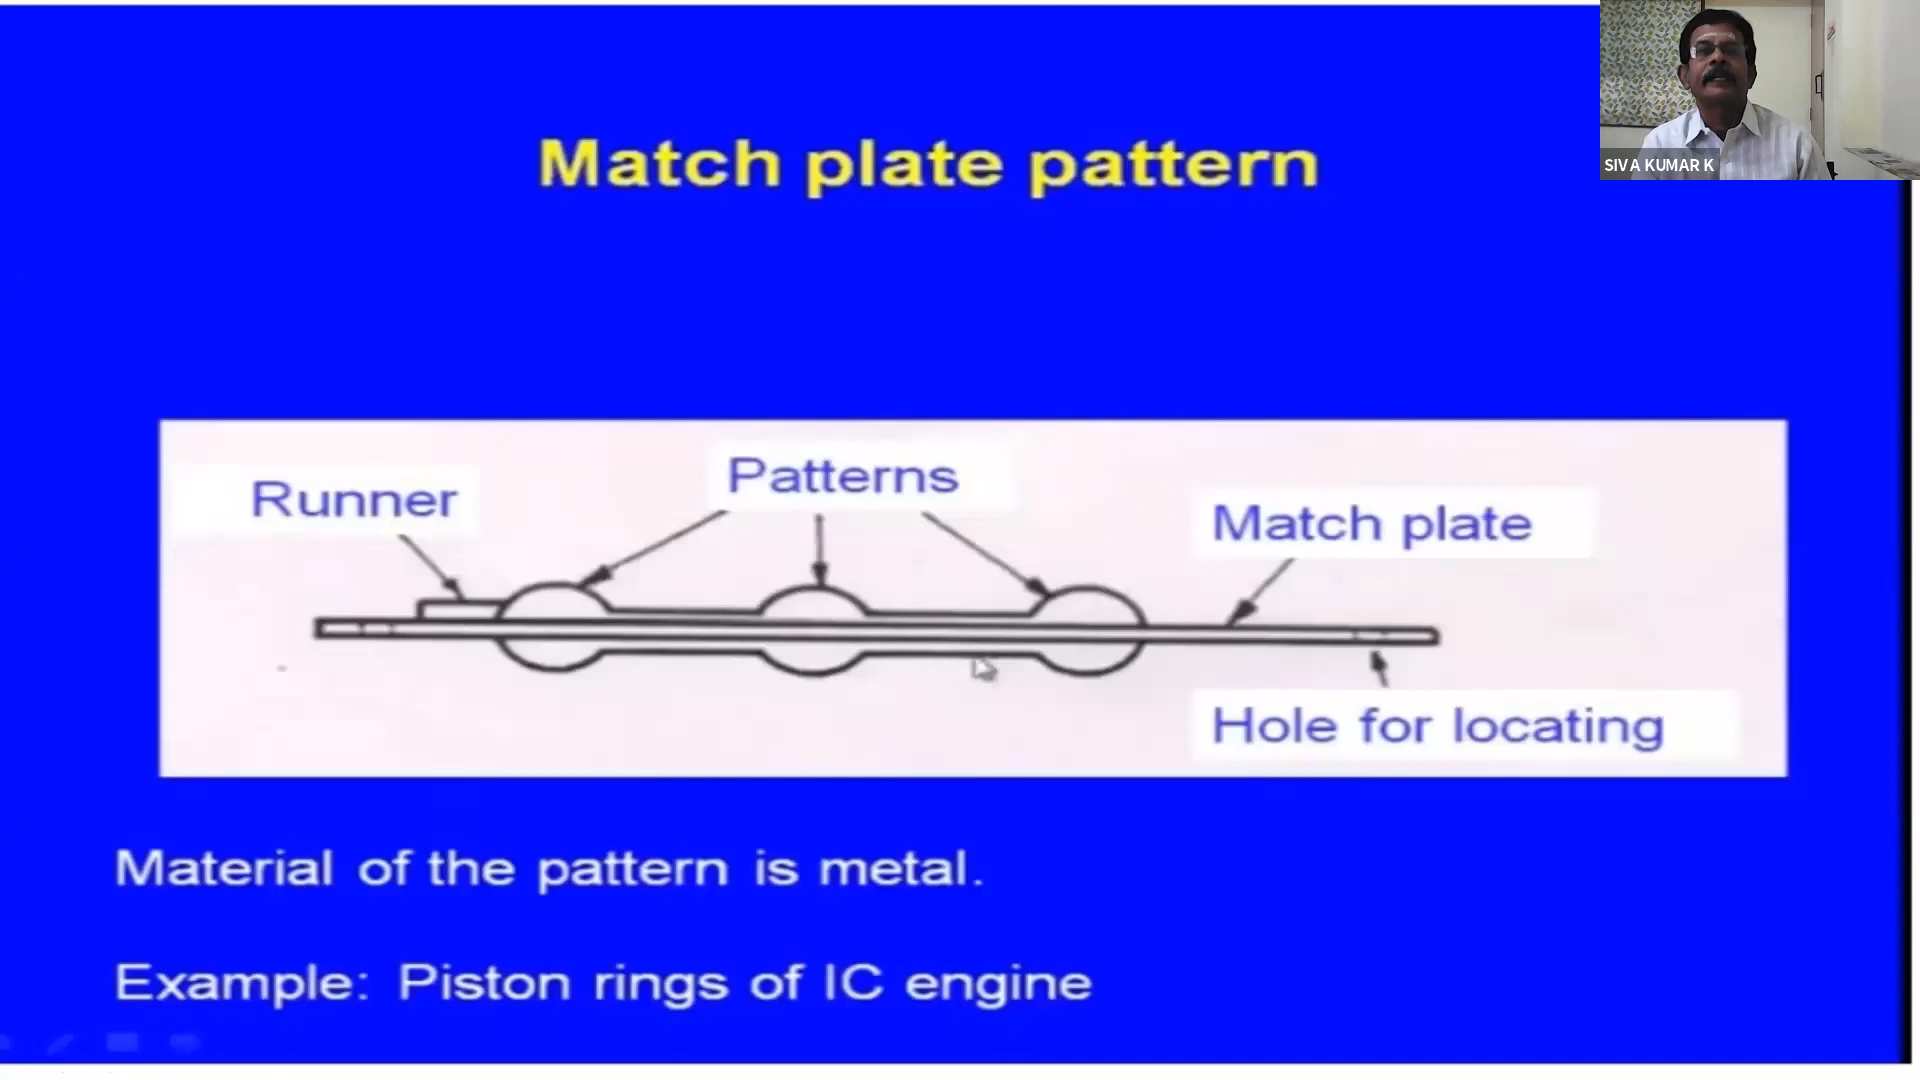 SIVA KUMAR K
Match plate pattern
Patterns
Runner
Match plate
Hole for locating
Material of the pattern is metal.
Example: Piston rings of IC engine